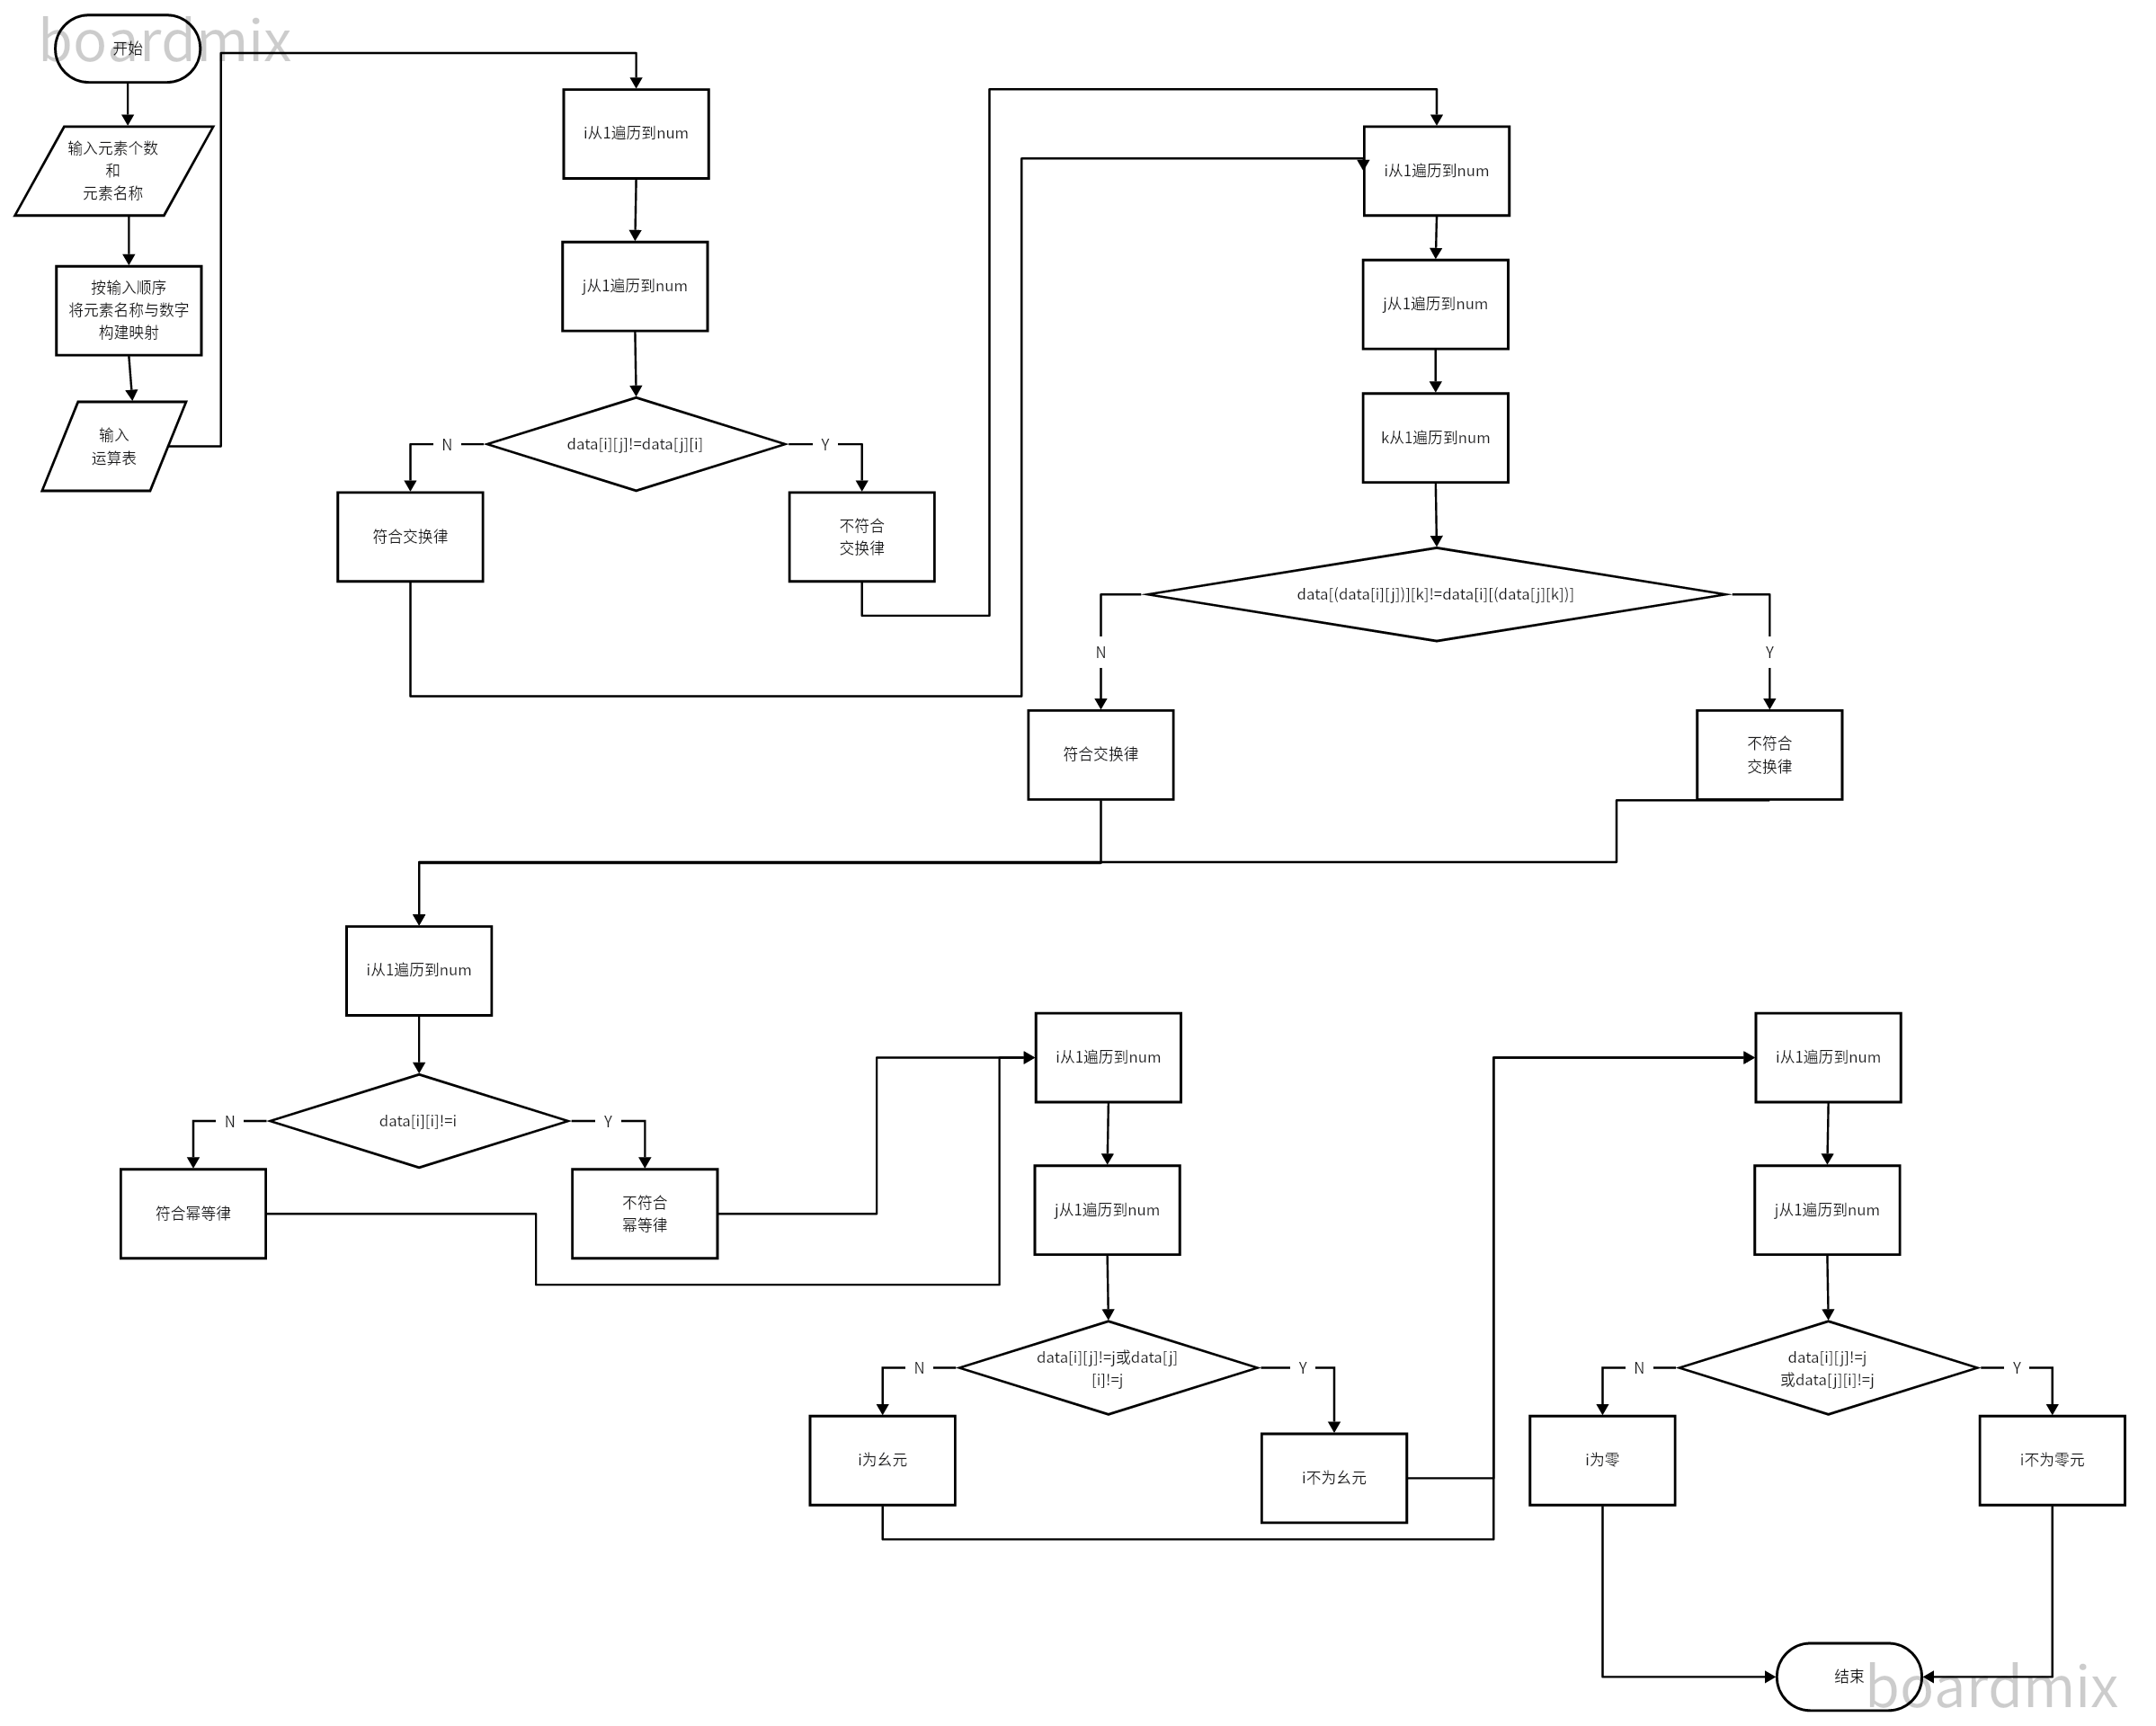 boardmix
开始
输入元素个数
和
元素名称
按输入顺序
将元素名称与数字
构建映射
输入
运算表
i从1遍历到num
j从1遍历到num
data[i][j]!=data[j][i]
N
Y
符合交换律
不符合
交换律
i从1遍历到num
j从1遍历到num
k从1遍历到num
data[(data[i][j])][k]!=data[i][(data[j][k])]
N
Y
符合交换律
不符合
交换律
i从1遍历到num
data[i][i]!=i
N
Y
符合幂等律
不符合
幂等律
i从1遍历到num
j从1遍历到num
data[i][j]!=j或data[j]
[i]!=j
N
Y
i为幺元
i不为幺元
i从1遍历到num
j从1遍历到num
data[i][j]!=j
或data[j][i]!=j
N
Y
i为零
i不为零元
结束
boardmix